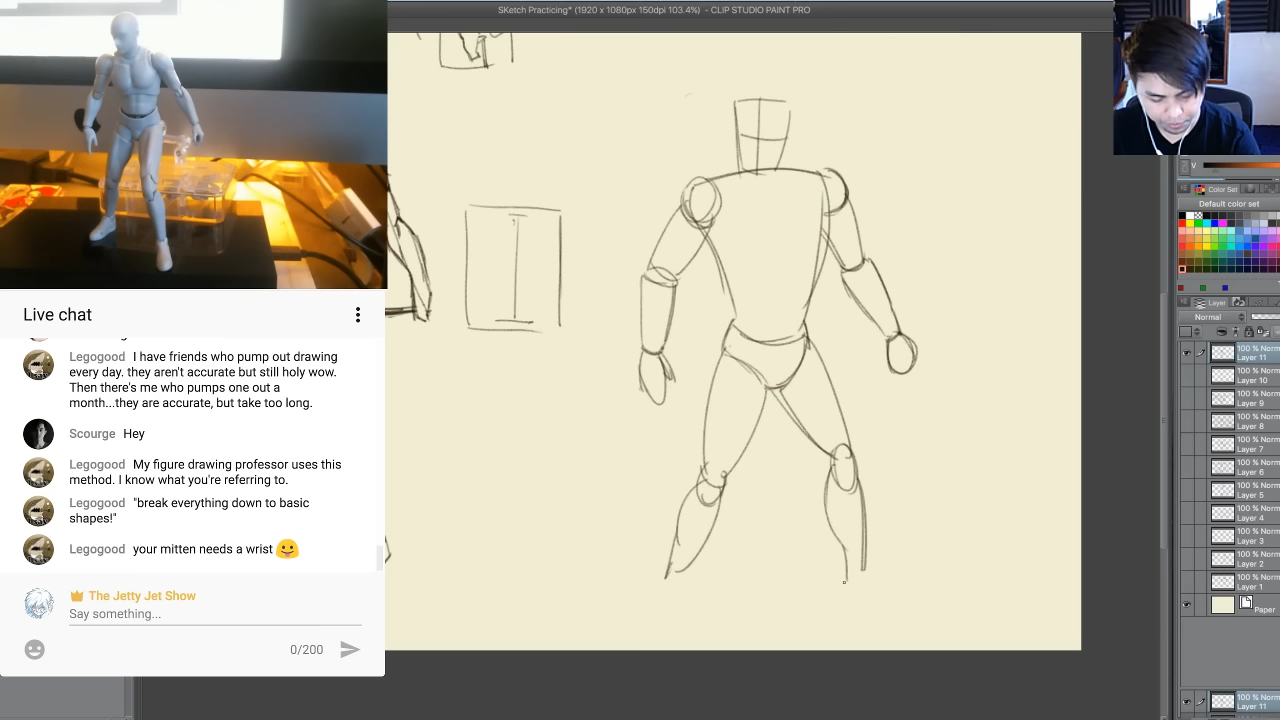 SKetch Practicing* (1920 x 1080px 150dpi 103.4%) - CLIP STUDIO PAINT PRO
Live chat
Legogood I have friends who pump out drawing
every day. they aren't accurate but still holy wow.
Then there's me who pumps one out a
month...they are accurate, but take too long.
Scourge Hey
Legogood My figure drawing professor uses this
method. I know what you're referring to.
Legogood "break everything down to basic
shapes!"
Legogood your mitten needs a wrist 😀
The Jetty Jet Show
Say something...
0/200
V
Color Set
Default color set
Layer
Normal
100 % Norm
Layer 11
100 % Norm
Layer 10
100 % Norm
Layer 9
100 % Norm
Layer 8
100 % Norm
Layer 7
100 % Norm
Layer 6
100 % Norm
Layer 5
100 % Norm
Layer 4
100 % Norm
Layer 3
100 % Norm
Layer 2
100 % Norm
Layer 1
Paper
100 % Norm
Layer 11